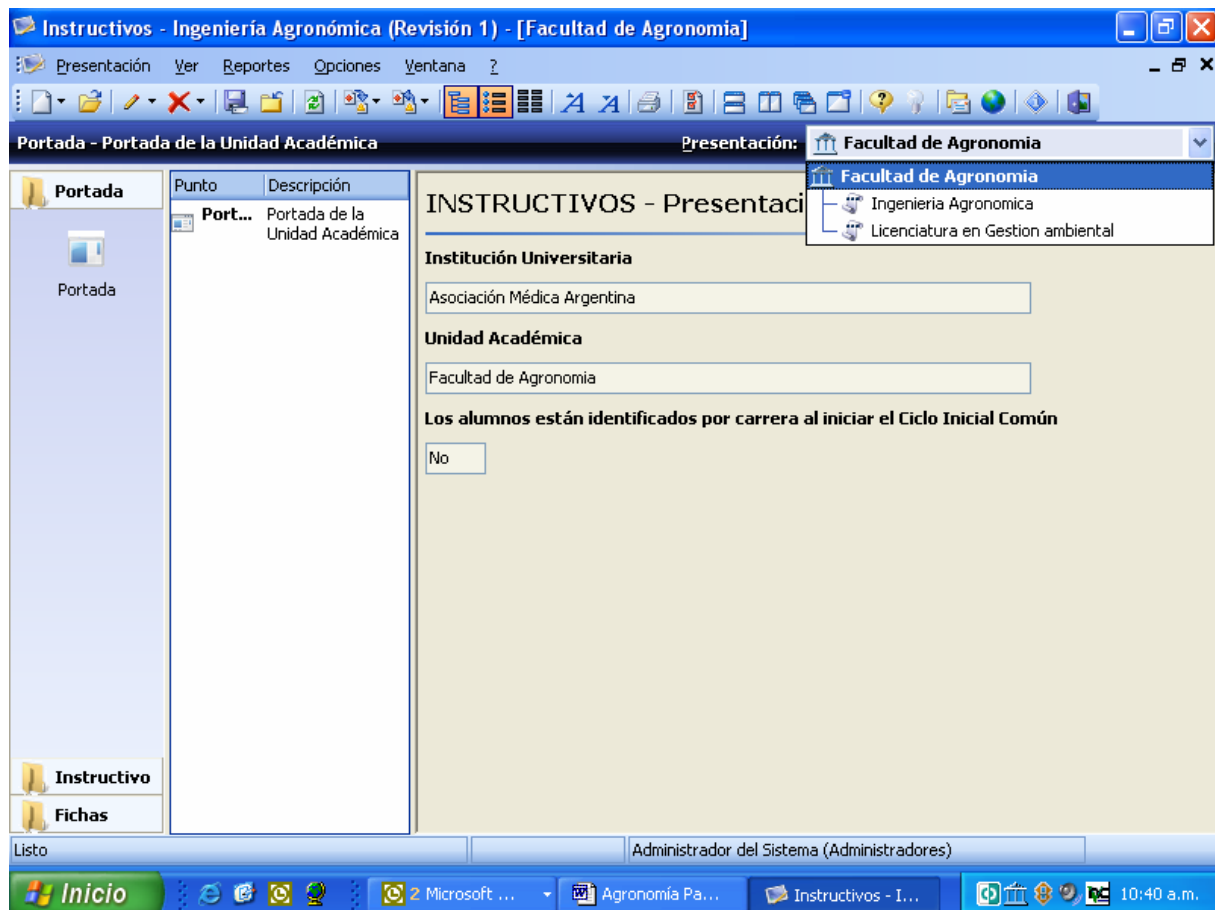 Instructivos - Ingeniería Agronómica (Revisión 1) - [Facultad de Agronomia]
Presentación Ver Reportes Opciones Ventana ?
Portada - Portada de la Unidad Académica
Presentación: Facultad de Agronomia
Facultad de Agronomia
Ingenieria Agronomica
Licenciatura en Gestion ambiental
Portada
Portada
Instructivo
Fichas
Punto Descripción
Port... Portada de la
Unidad Académica
INSTRUCTIVOS - Presentaci
Institución Universitaria
Asociación Médica Argentina
Unidad Académica
Facultad de Agronomia
Los alumnos están identificados por carrera al iniciar el Ciclo Inicial Común
No
Listo Administrador del Sistema (Administradores)
Inicio 2 Microsoft ... Agronomía Pa... Instructivos - I... 10:40 a.m.